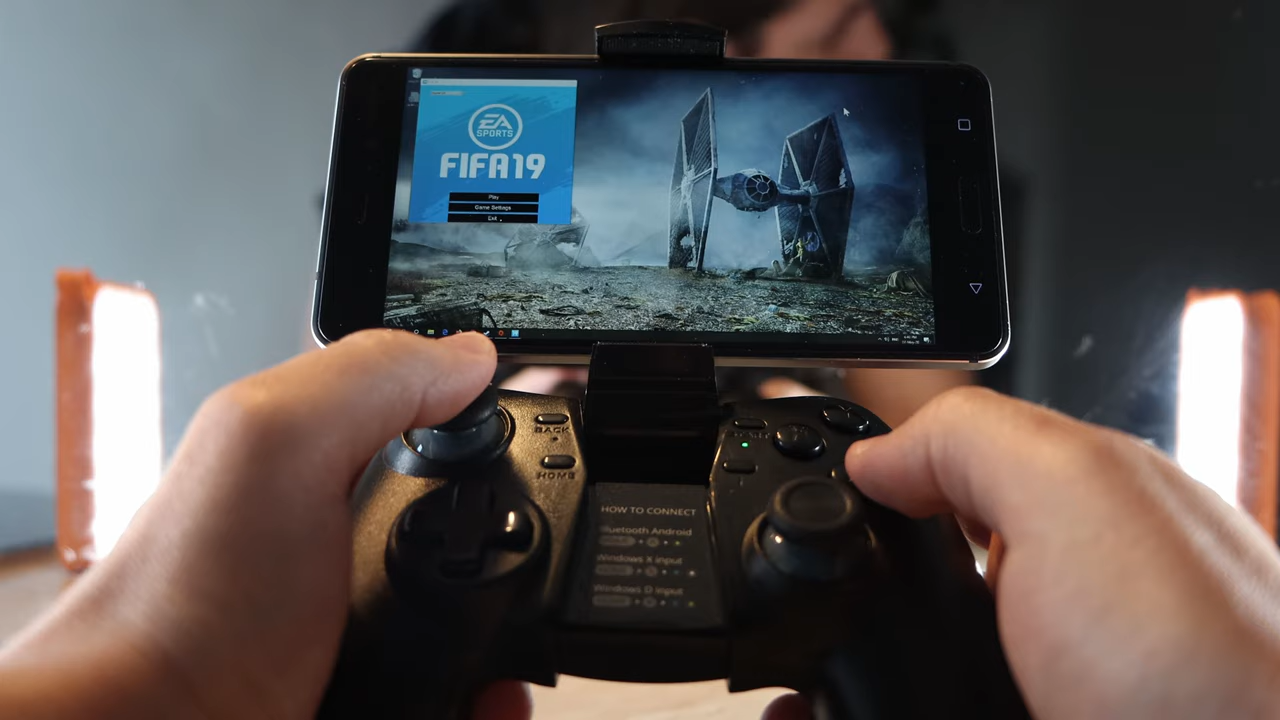 EA
SPORTS
FIFA19
Play
Game Settings
Exit
BACK
HOME
HOW TO CONNECT
Bluetooth Android
Windows X input
Windows D input